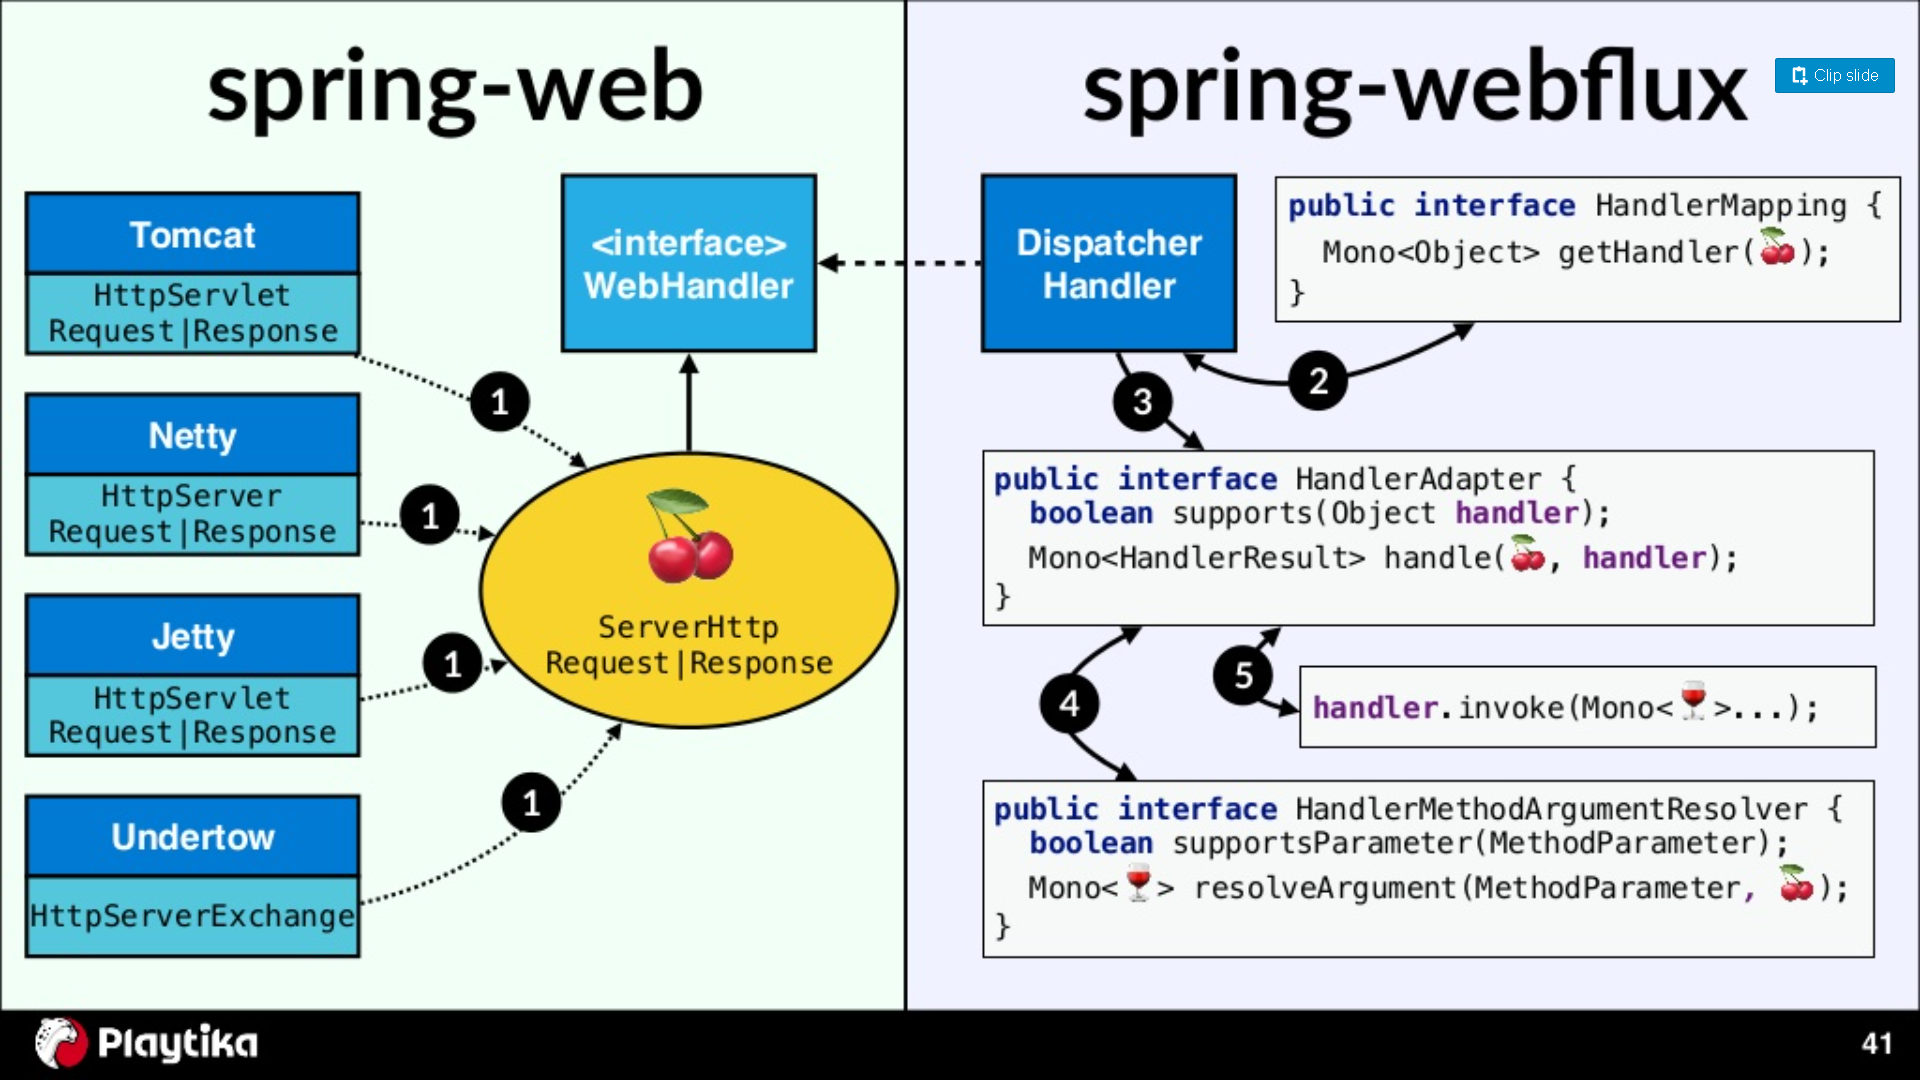 spring-web
Tomcat
HttpServlet
Request|Response
Netty
HttpServer
Request|Response
Jetty
HttpServlet
Request|Response
Undertow
HttpServerExchange
<interface>
WebHandler
1
1
1
1
ServerHttp
Request|Response
spring-webflux
Clip slide
Dispatcher
Handler
public interface HandlerMapping {
Mono<Object> getHandler(🍒);
}
2
3
public interface HandlerAdapter {
boolean supports(Object handler);
Mono<HandlerResult> handle(🍒, handler);
}
4
5
handler.invoke(Mono<🍷>...);
public interface HandlerMethodArgumentResolver {
boolean supportsParameter(MethodParameter);
Mono<🍷> resolveArgument(MethodParameter, 🍒);
}
Playtika
41